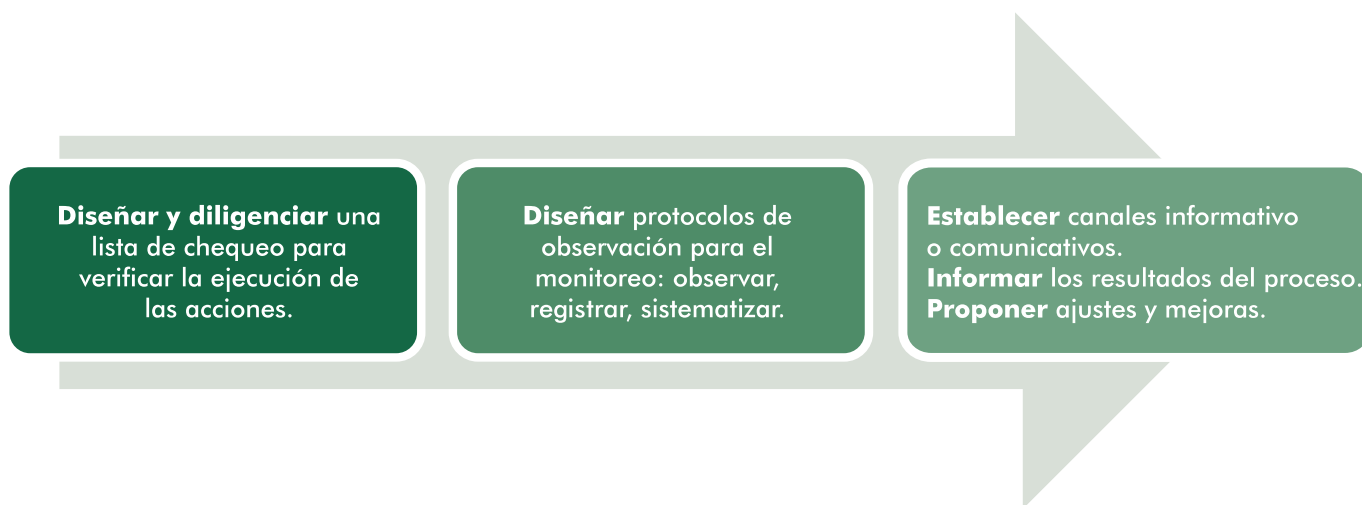 Diseñar y diligenciar una
lista de chequeo para
verificar la ejecución de
las acciones.
Diseñar protocolos de
observación para el
monitoreo: observar,
registrar, sistematizar.
Establecer canales informativo
o comunicativos.
Informar los resultados del proceso.
Proponer ajustes y mejoras.